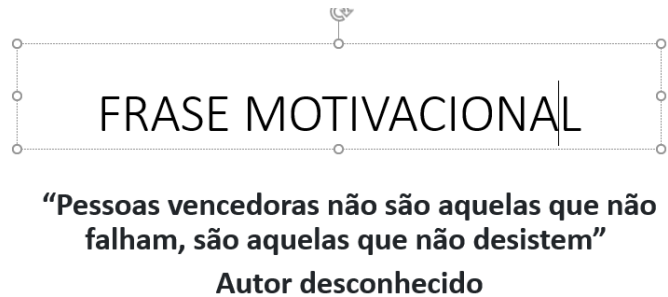 FRASE MOTIVACIONAL
“Pessoas vencedoras não são aquelas que não
falham, são aquelas que não desistem”
Autor desconhecido